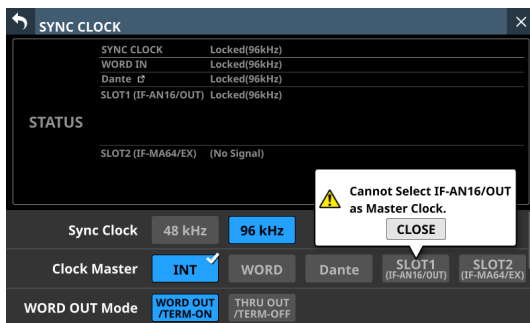 SYNC CLOCK
SYNC CLOCK Locked(96kHz)
WORD IN Locked(96kHz)
Dante Locked(96kHz)
SLOT1 (IF-AN16/OUT) Locked(96kHz)
STATUS
SLOT2 (IF-MA64/EX) (No Signal)
Cannot Select IF-AN16/OUT
as Master Clock.
CLOSE
Sync Clock 48 kHz 96 kHz
Clock Master INT WORD Dante SLOT1 SLOT2
(IF-AN16/OUT) (IF-MA64/EX)
WORD OUT Mode WORD OUT THRU OUT
/TERM-ON /TERM-OFF